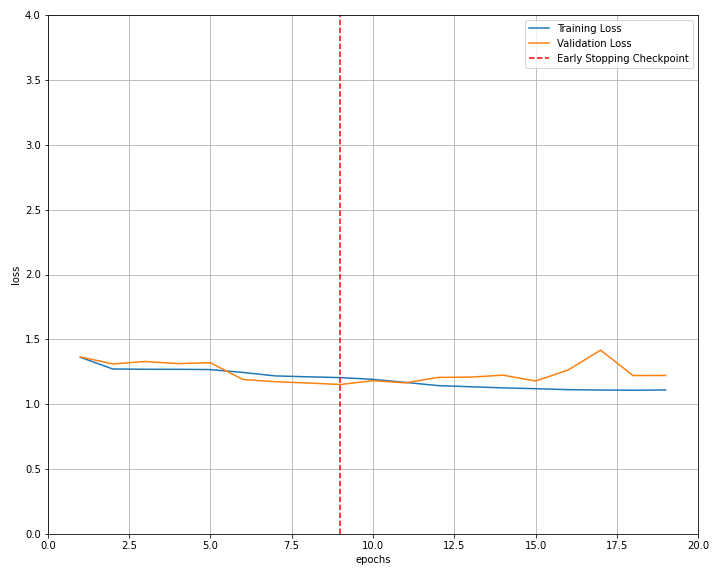 Training Loss
Validation Loss
Early Stopping Checkpoint
4.0
3.5
3.0
2.5
2.0
1.5
1.0
0.5
0.0
loss
0.0 2.5 5.0 7.5 10.0 12.5 15.0 17.5 20.0
epochs